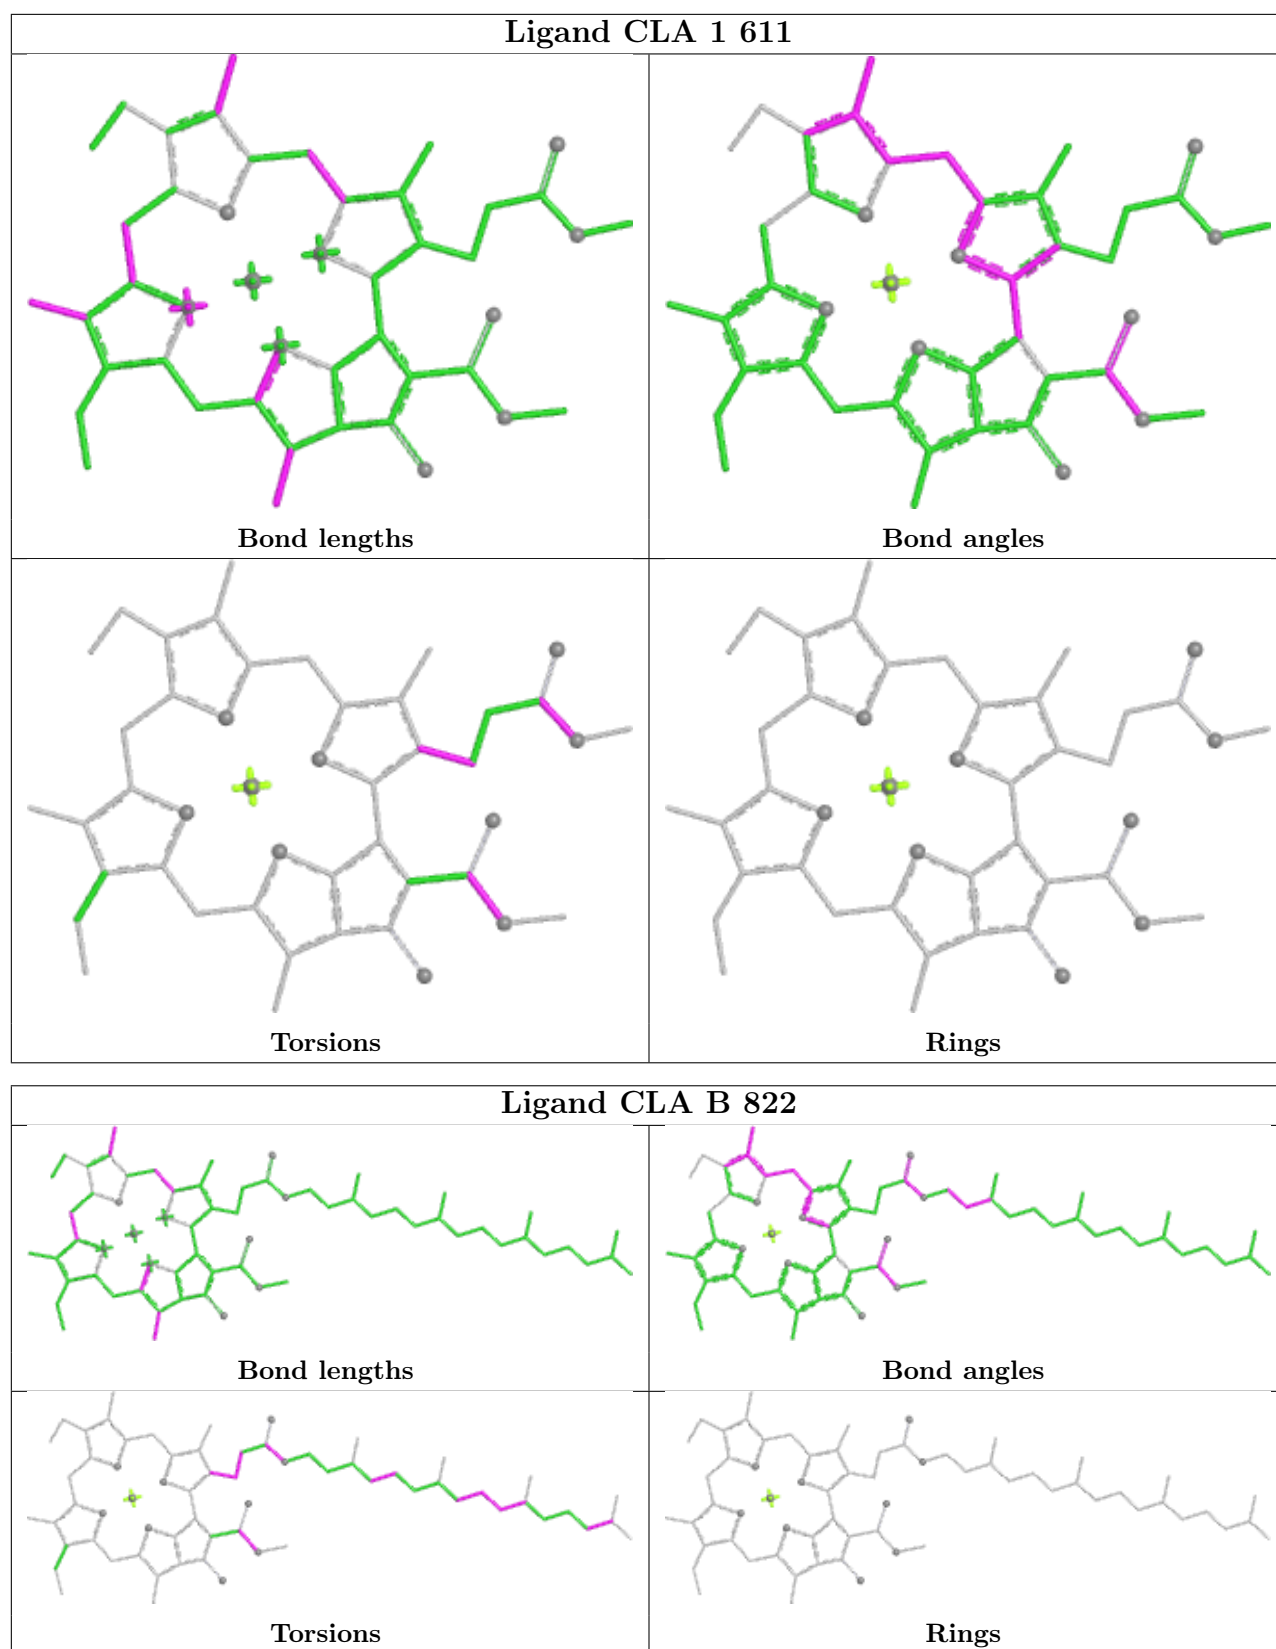 Ligand CLA 1 611
Bond lengths
Bond angles
Torsions
Rings
Ligand CLA B 822
Bond lengths
Bond angles
Torsions
Rings